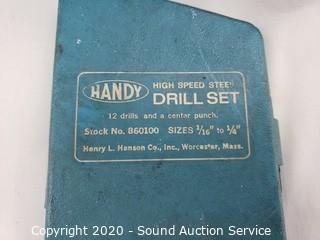 HANDY
HIGH SPEED STEEL
DRILL SET
12 drills and a center punch.
Stock No. 860100 SIZES 1/16" to 1/4"
Henry L. Hanson Co., Inc., Worcester, Mass.
Copyright 2020 - Sound Auction Service